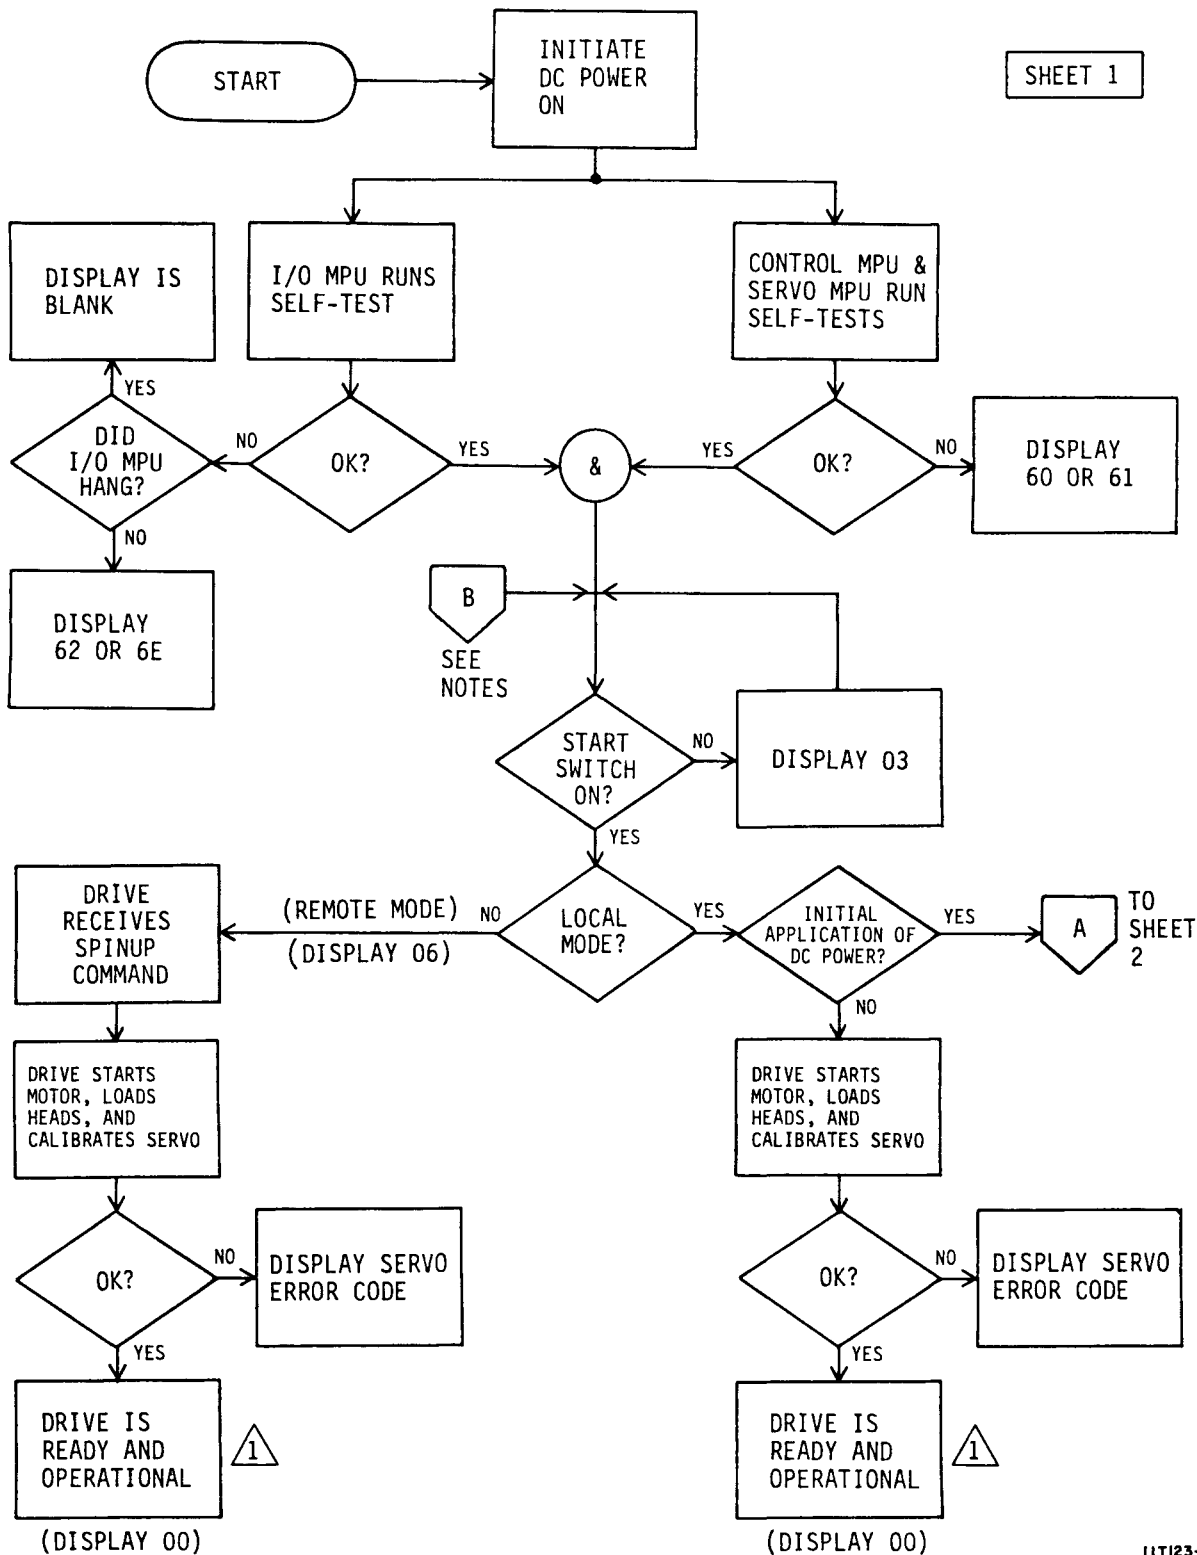 START
INITIATE
DC POWER
ON
SHEET 1
DISPLAY IS
BLANK
I/O MPU RUNS
SELF-TEST
CONTROL MPU &
SERVO MPU RUN
SELF-TESTS
YES
DID
I/O MPU
HANG?
NO
OK?
YES
&
YES
OK?
NO
DISPLAY
60 OR 61
NO
DISPLAY
62 OR 6E
B
SEE
NOTES
START
SWITCH
ON?
NO
DISPLAY 03
YES
DRIVE
RECEIVES
SPINUP
COMMAND
(REMOTE MODE)
(DISPLAY 06)
NO
LOCAL
MODE?
YES
INITIAL
APPLICATION OF
DC POWER?
YES
A
TO
SHEET
2
NO
DRIVE STARTS
MOTOR, LOADS
HEADS, AND
CALIBRATES SERVO
DRIVE STARTS
MOTOR, LOADS
HEADS, AND
CALIBRATES SERVO
OK?
NO
DISPLAY SERVO
ERROR CODE
OK?
NO
DISPLAY SERVO
ERROR CODE
YES
YES
DRIVE IS
READY AND
OPERATIONAL
1
(DISPLAY 00)
DRIVE IS
READY AND
OPERATIONAL
1
(DISPLAY 00)